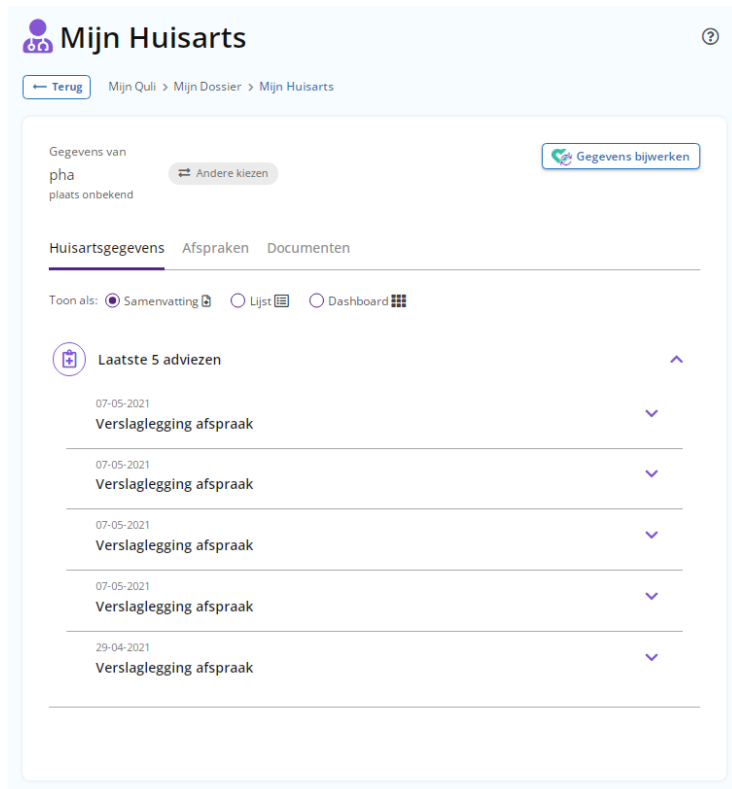 Mijn Huisarts
← Terug Mijn Quli > Mijn Dossier > Mijn Huisarts
Gegevens van
pha
plaats onbekend
Andere kiezen
Gegevens bijwerken
Huisartsgegevens Afspraken Documenten
Toon als: Samenvatting Lijst Dashboard
Laatste 5 adviezen
07-05-2021
Verslaglegging afspraak
07-05-2021
Verslaglegging afspraak
07-05-2021
Verslaglegging afspraak
07-05-2021
Verslaglegging afspraak
29-04-2021
Verslaglegging afspraak